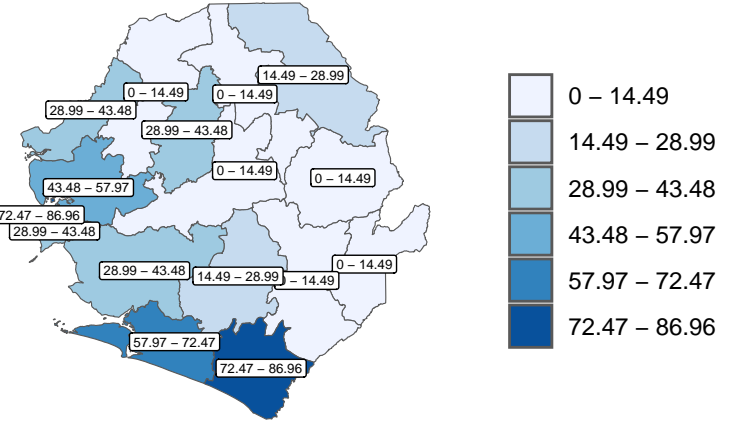 14.49 – 28.99
0 – 14.49
0 – 14.49
28.99 – 43.48
28.99 – 43.48
0 – 14.49
0 – 14.49
43.48 – 57.97
72.47 – 86.96
28.99 – 43.48
0 – 14.49
28.99 – 43.48
14.49 – 28.99
0 – 14.49
57.97 – 72.47
72.47 – 86.96
0 – 14.49
14.49 – 28.99
28.99 – 43.48
43.48 – 57.97
57.97 – 72.47
72.47 – 86.96